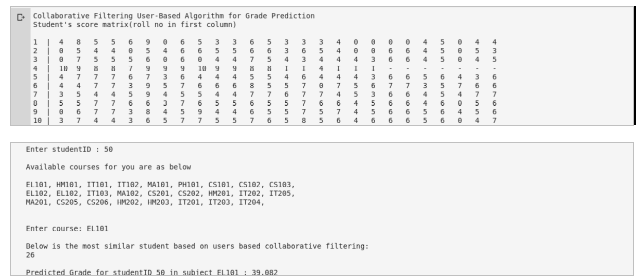 Collaborative Filtering User-Based Algorithm for Grade Prediction
Student's score matrix(roll no in first column)
1 | 4 8 5 5 6 9 0 6 5 3 3 6 5 3 3 3 4 0 0 0 4 5 0 4 4
2 | 0 5 4 4 0 5 4 6 6 5 5 6 6 3 6 5 4 0 0 6 6 4 5 0 5 3
3 | 0 7 5 5 5 6 0 6 0 4 4 7 5 4 3 4 4 4 3 6 6 4 5 0 4 5
4 | 10 9 8 8 7 9 9 9 10 9 9 8 8 I I 4 I I I - - - - - - -
5 | 4 7 7 7 6 7 3 6 4 4 4 5 5 4 6 4 4 4 3 6 6 5 6 4 3 6
6 | 4 4 7 7 3 9 5 7 6 6 6 8 5 5 7 0 7 5 6 7 7 3 5 7 6 6
7 | 3 5 4 4 5 9 4 5 5 4 4 7 7 6 7 7 4 5 3 6 6 4 5 4 7 7
8 | 5 5 7 7 6 6 3 7 6 5 5 6 5 5 7 6 6 4 5 6 6 4 6 0 5 6
9 | 0 6 7 7 3 8 4 5 9 4 4 6 5 5 7 5 7 4 5 6 6 5 6 4 5 6
10 | 3 7 4 4 3 6 5 7 7 5 5 7 6 5 8 5 6 4 6 6 6 5 6 0 4 7
Enter studentID : 50
Available courses for you are as below
EL101, HM101, IT101, IT102, MA101, PH101, CS101, CS102, CS103,
EL102, EL102, IT103, MA102, CS201, CS202, HM201, IT202, IT205,
MA201, CS205, CS206, HM202, HM203, IT201, IT203, IT204,
Enter course: EL101
Below is the most similar student based on users based collaborative filtering:
26
Predicted Grade for studentID 50 in subject EL101 : 39.082